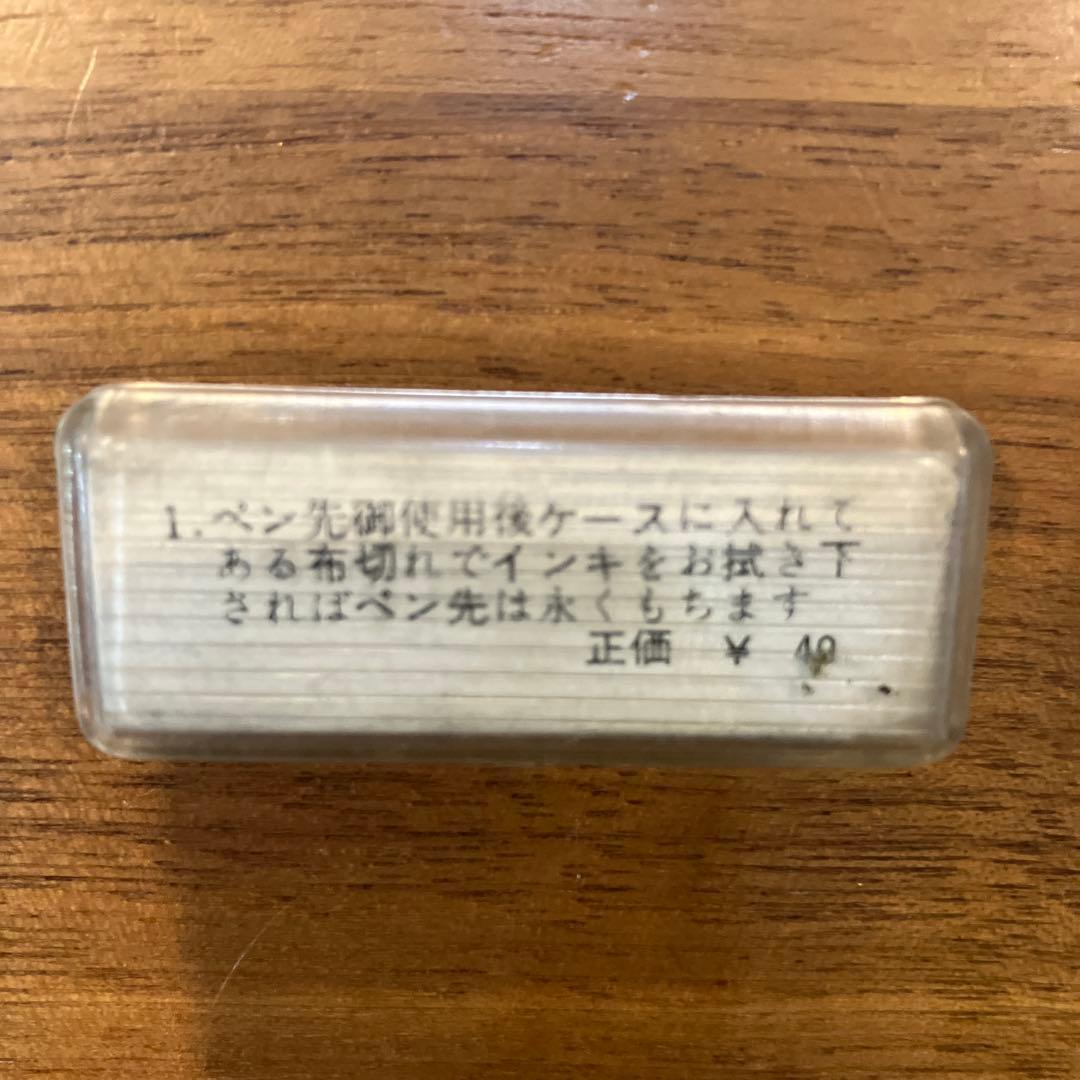 1.ペン先御使用後ケースに入れて
ある布切れでインキをお拭き下
さればペン先は永くもちます
正価 ¥ 40